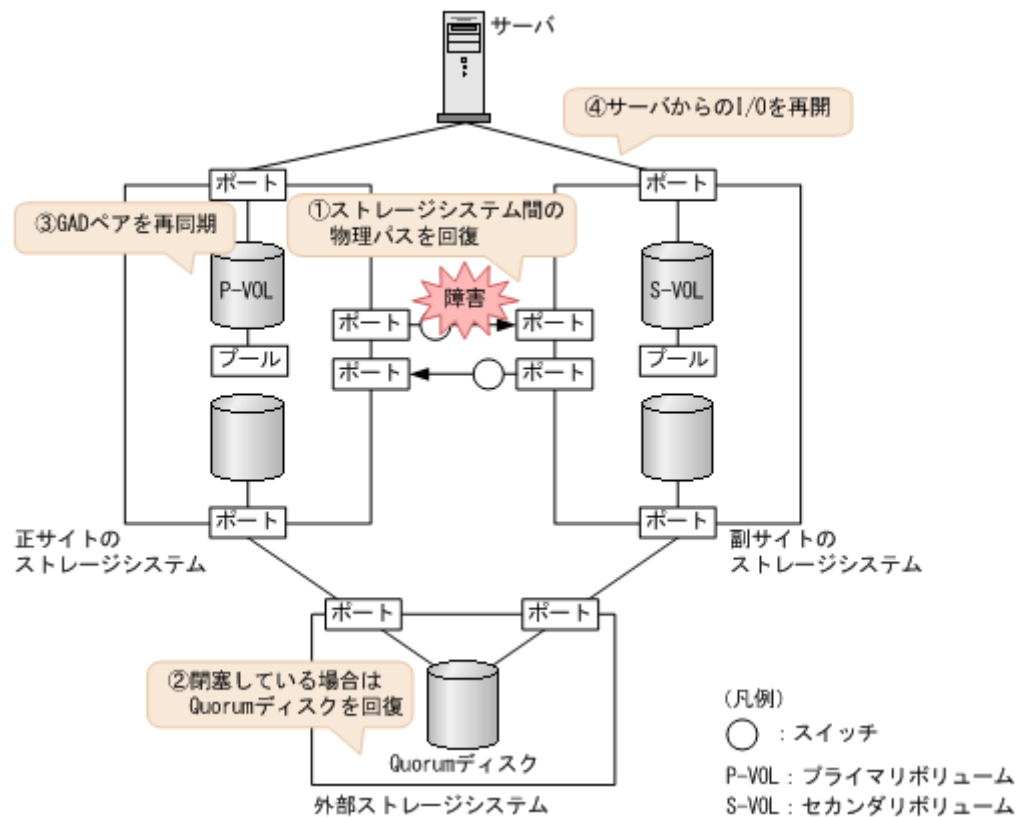 サーバ
④サーバからのI/Oを再開
ポート
ポート
③GADペアを再同期
①ストレージシステム間の
物理パスを回復
P-VOL
障害
S-VOL
ポート
ポート
プール
ポート
ポート
プール
ポート
ポート
正サイトの
ストレージシステム
副サイトの
ストレージシステム
ポート
ポート
②閉塞している場合は
Quorumディスクを回復
Quorumディスク
外部ストレージシステム
(凡例)
：スイッチ
P-VOL：プライマリボリューム
S-VOL：セカンダリボリューム